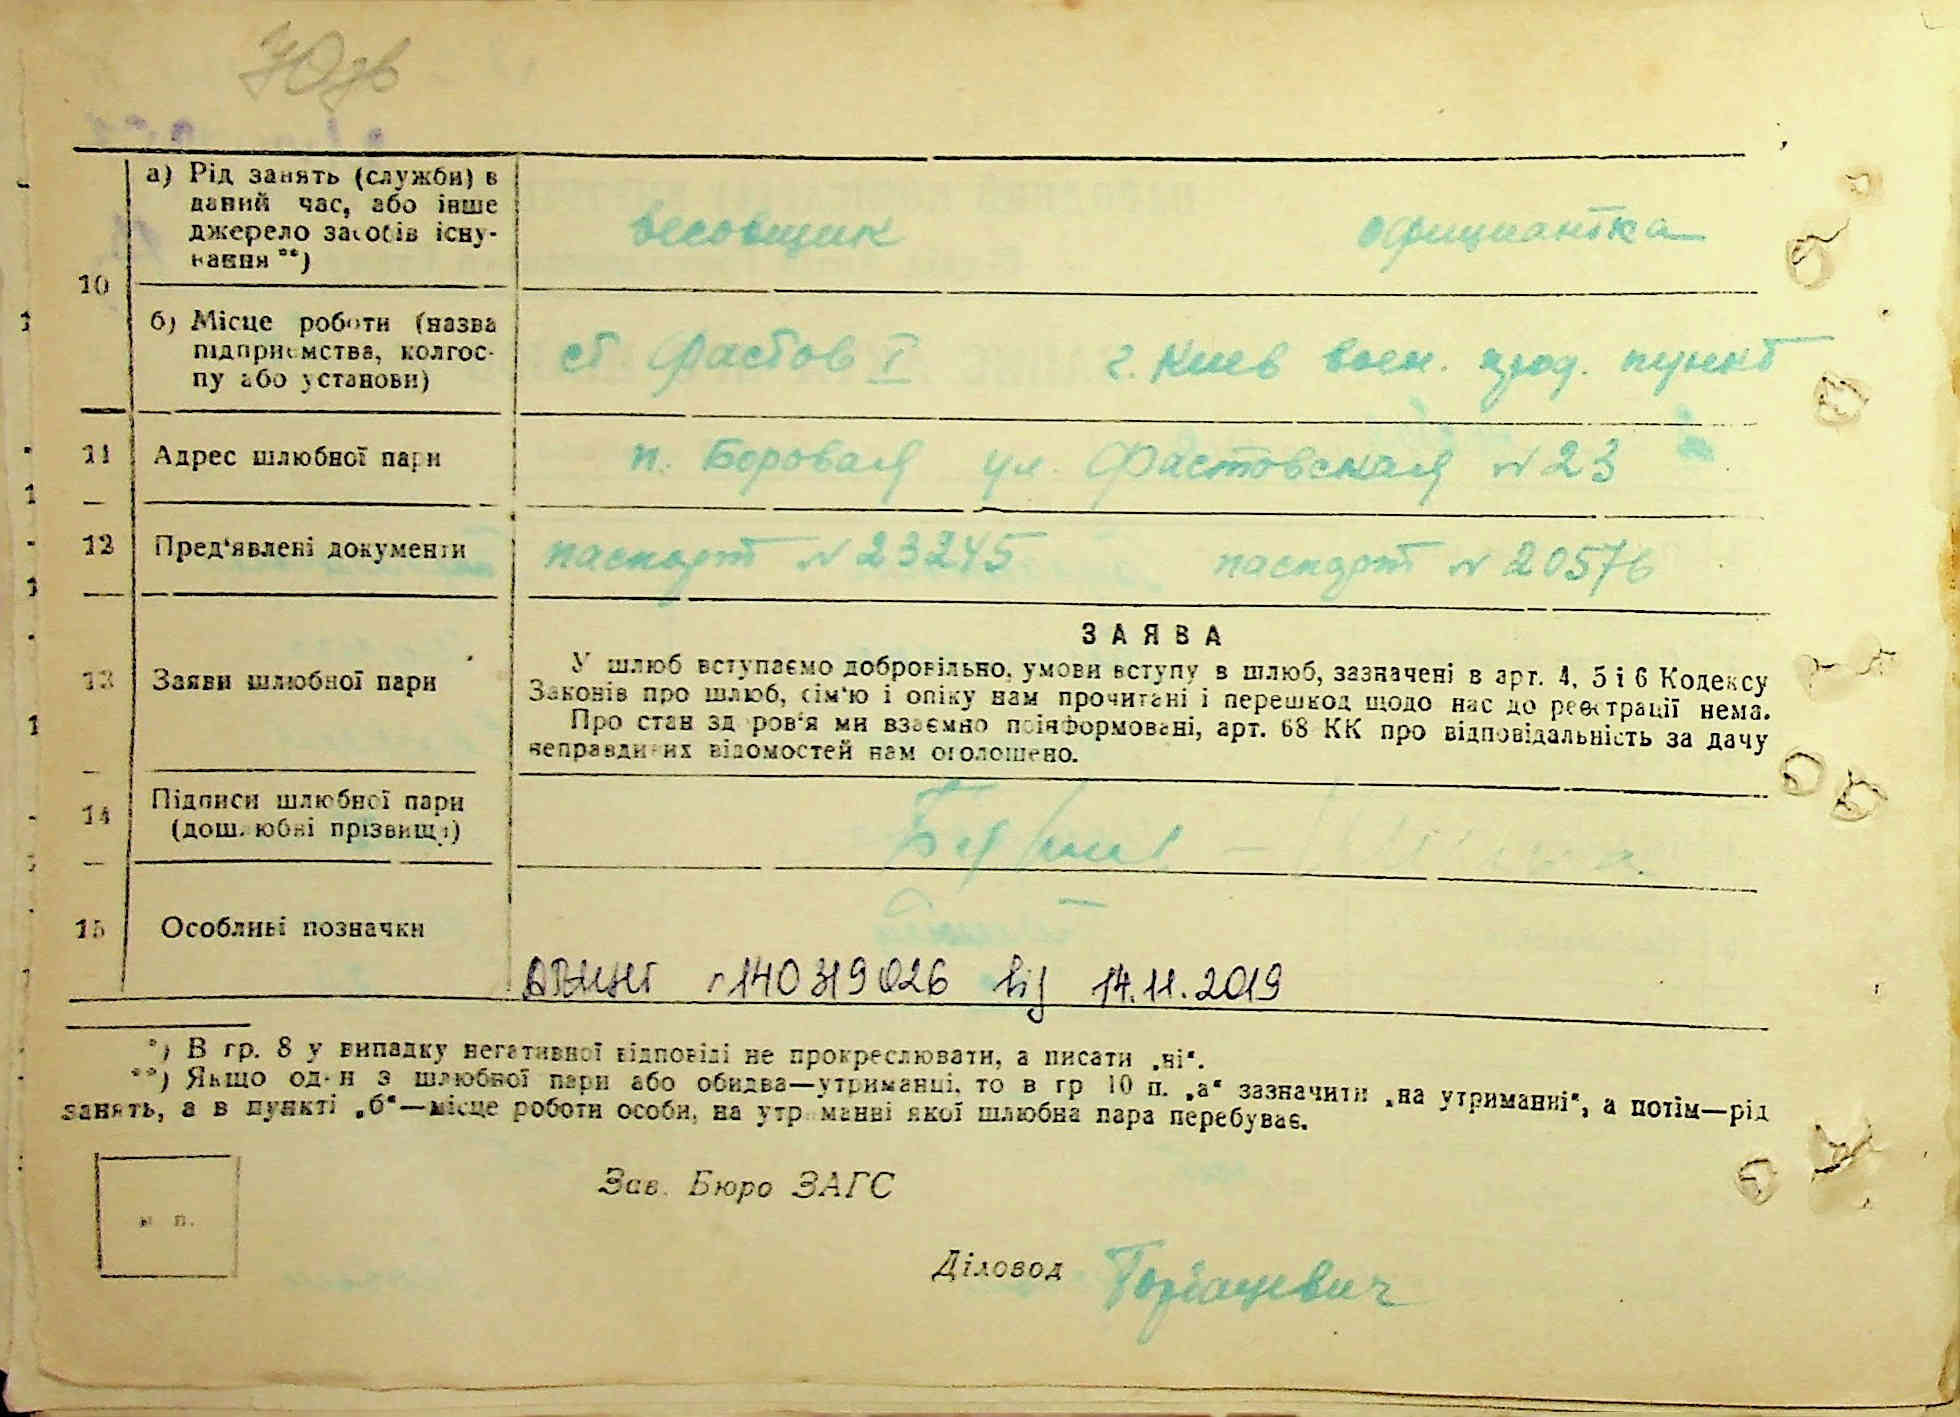 а) Рід занять (служби) в
даний час, або інше
джерело засобів існу-
вання **)
весовщик официантка
10
б) Місце роботи (назва
підприємства, колгос-
пу або установи)
ст. Фастов I г. Киев воен. прод. пункт
11 Адрес шлюбної пари п. Боровая ул. Фастовская № 23
12 Пред'явлені документи паспорт № 23245 паспорт № 20576
ЗАЯВА
13 Заяви шлюбної пари
У шлюб вступаємо добровільно, умови вступу в шлюб, зазначені в арт. 4, 5 і 6 Кодексу
Законів про шлюб, сім'ю і опіку нам прочитані і перешкод щодо нас до реєстрації нема.
Про стан здоров'я ми взаємно поінформовані, арт. 68 КК про відповідальність за дачу
неправдивих відомостей нам оголошено.
14 Підписи шлюбної пари
(дошлюбні прізвища)
15 Особливі позначки
140319026 від 14.11.2019
*) В гр. 8 у випадку негативної відповіді не прокреслювати, а писати „ні“.
**) Якщо один з шлюбної пари або обидва—утриманці, то в гр 10 п. „а“ зазначити „на утриманні“, а потім—рід
занять, а в пункті „б“—місце роботи особи, на утриманні якої шлюбна пара перебуває.
Зав. Бюро ЗАГС
м п.
Діловод